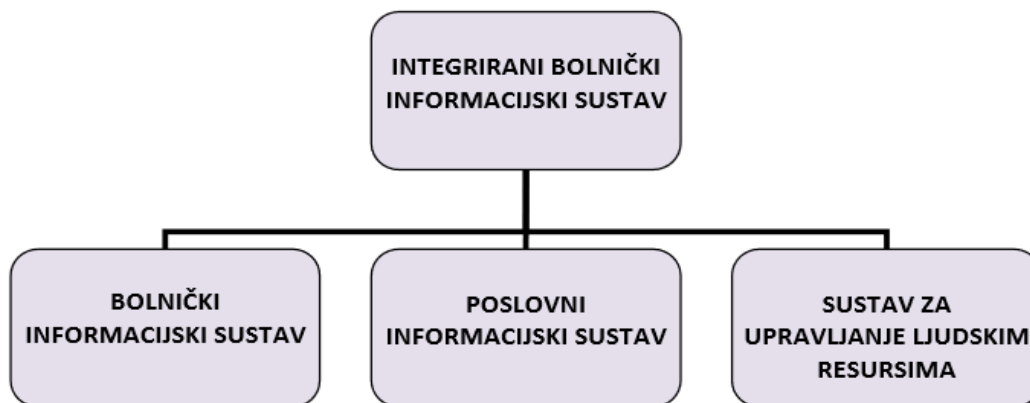 INTEGRIRANI BOLNIČKI
INFORMACIJSKI SUSTAV
BOLNIČKI
INFORMACIJSKI SUSTAV
POSLOVNI
INFORMACIJSKI SUSTAV
SUSTAV ZA
UPRAVLJANJE LJUDSKIM
RESURSIMA